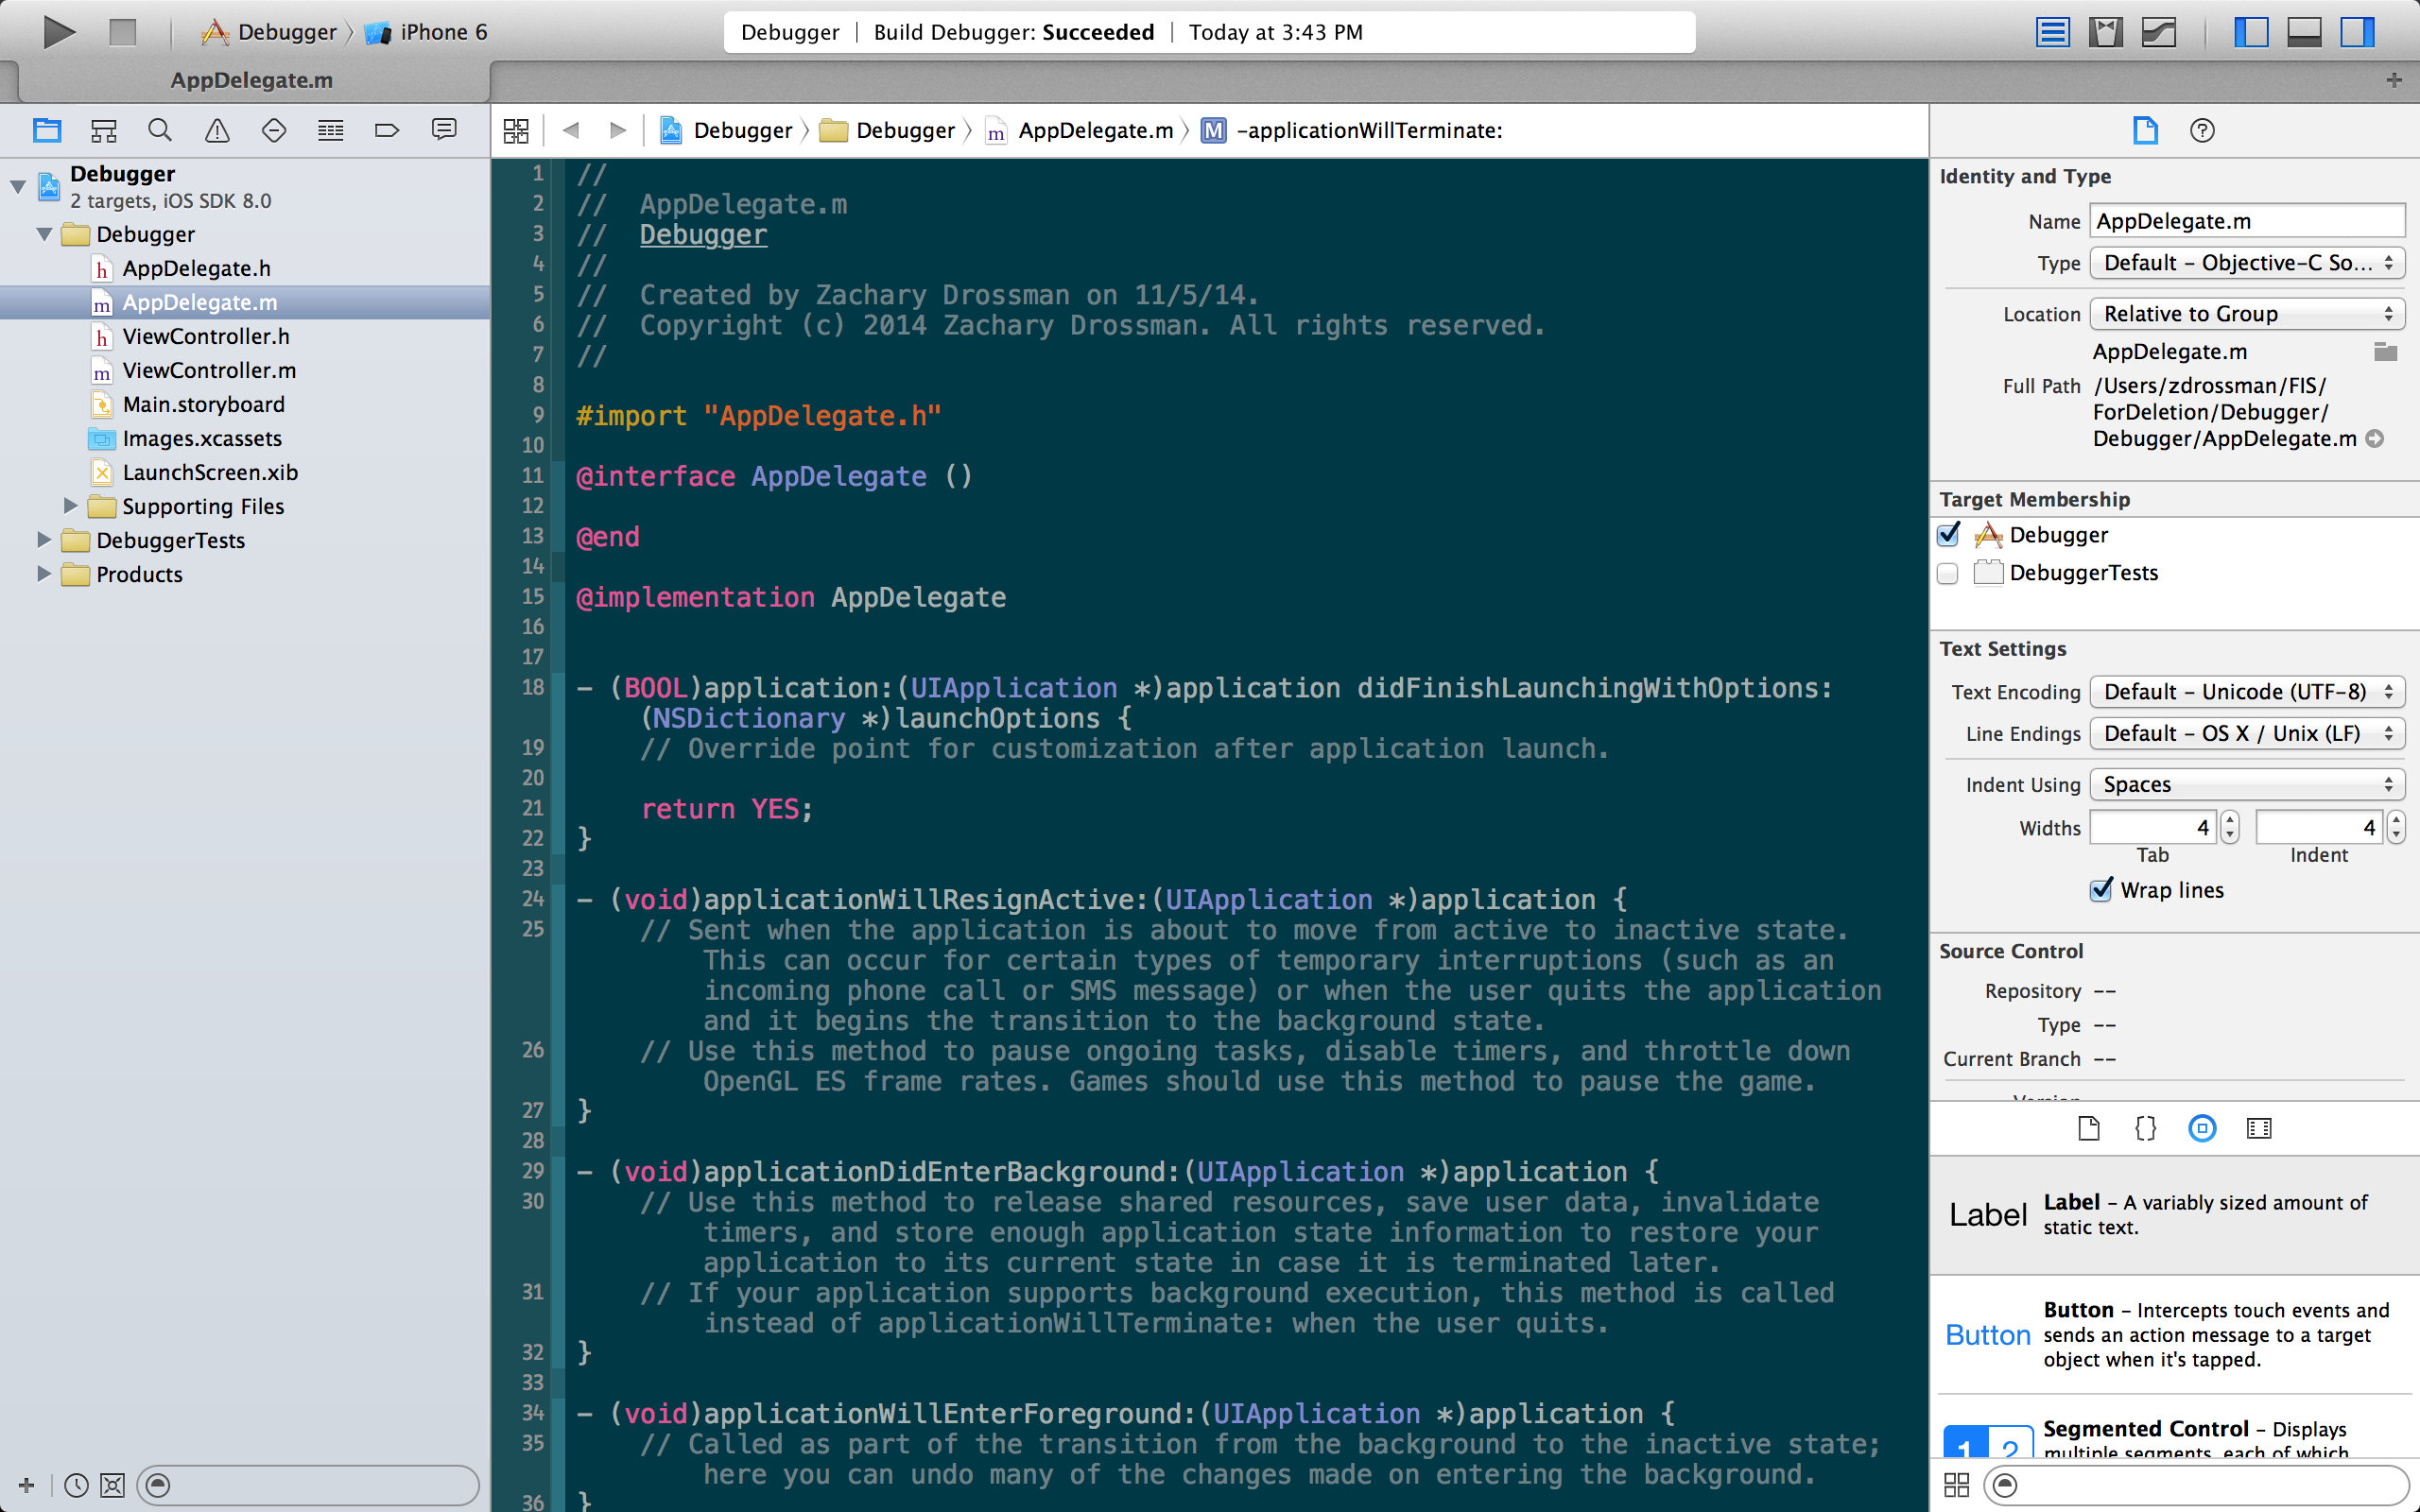 Debugger iPhone 6
Debugger Build Debugger: Succeeded Today at 3:43 PM
AppDelegate.m
Debugger Debugger AppDelegate.m M -applicationWillTerminate:
Debugger
2 targets, iOS SDK 8.0
Debugger
h AppDelegate.h
m AppDelegate.m
h ViewController.h
m ViewController.m
Main.storyboard
Images.xcassets
LaunchScreen.xib
Supporting Files
DebuggerTests
Products
1 //
2 // AppDelegate.m
3 // Debugger
4 //
5 // Created by Zachary Drossman on 11/5/14.
6 // Copyright (c) 2014 Zachary Drossman. All rights reserved.
7 //
8
9 #import "AppDelegate.h"
10
11 @interface AppDelegate ()
12
13 @end
14
15 @implementation AppDelegate
16
17
18 - (BOOL)application:(UIApplication *)application didFinishLaunchingWithOptions:
(NSDictionary *)launchOptions {
19 // Override point for customization after application launch.
20
21 return YES;
22 }
23
24 - (void)applicationWillResignActive:(UIApplication *)application {
25 // Sent when the application is about to move from active to inactive state.
This can occur for certain types of temporary interruptions (such as an
incoming phone call or SMS message) or when the user quits the application
and it begins the transition to the background state.
26 // Use this method to pause ongoing tasks, disable timers, and throttle down
OpenGL ES frame rates. Games should use this method to pause the game.
27 }
28
29 - (void)applicationDidEnterBackground:(UIApplication *)application {
30 // Use this method to release shared resources, save user data, invalidate
timers, and store enough application state information to restore your
application to its current state in case it is terminated later.
31 // If your application supports background execution, this method is called
instead of applicationWillTerminate: when the user quits.
32 }
33
34 - (void)applicationWillEnterForeground:(UIApplication *)application {
35 // Called as part of the transition from the background to the inactive state;
here you can undo many of the changes made on entering the background.
36 }
Identity and Type
Name AppDelegate.m
Type Default - Objective-C So...
Location Relative to Group
AppDelegate.m
Full Path /Users/zdrossman/FIS/
ForDeletion/Debugger/
Debugger/AppDelegate.m
Target Membership
Debugger
DebuggerTests
Text Settings
Text Encoding Default - Unicode (UTF-8)
Line Endings Default - OS X / Unix (LF)
Indent Using Spaces
Widths 4 4
Tab Indent
Wrap lines
Source Control
Repository --
Type --
Current Branch --
{}
Label Label - A variably sized amount of
static text.
Button Button - Intercepts touch events and
sends an action message to a target
object when it's tapped.
1 2 Segmented Control - Displays
multiple segments, each of which